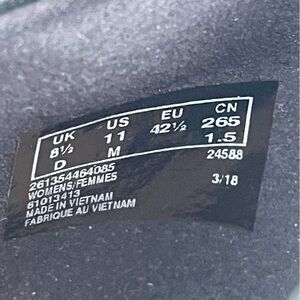 UK US EU CN
8½ 11 42½ 265
D M 1.5
24588
261354464085
WOMENS/FEMMES 3/18
61013413
MADE IN VIETNAM
FABRIQUE AU VIETNAM